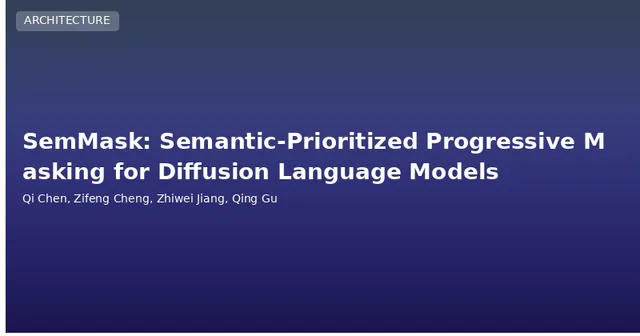 ARCHITECTURE
SemMask: Semantic-Prioritized Progressive M
asking for Diffusion Language Models
Qi Chen, Zifeng Cheng, Zhiwei Jiang, Qing Gu